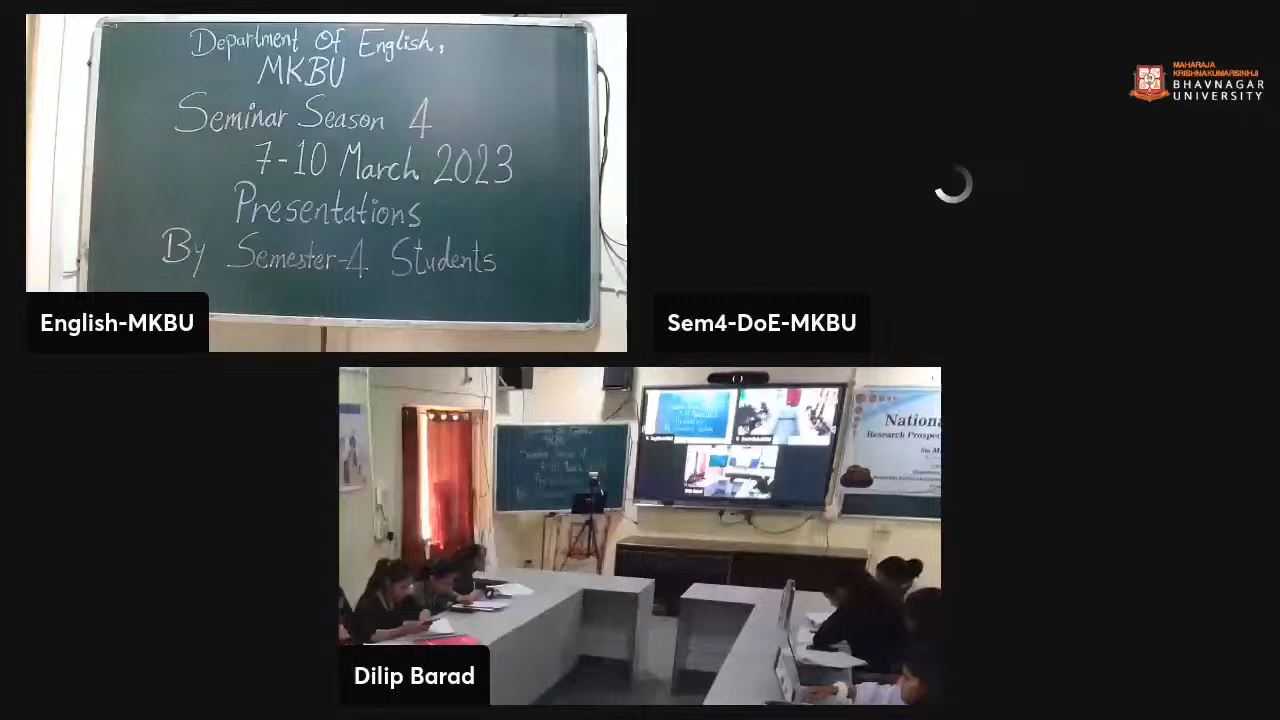 Department Of English,
MKBU
Seminar Season 4
7-10 March 2023
Presentations
By Semester-4 Students
English-MKBU
MAHARAJA
KRISHNAKUMARSINHJI
BHAVNAGAR
UNIVERSITY
Sem4-DoE-MKBU
Nationa
Research Prospec
Dilip Barad